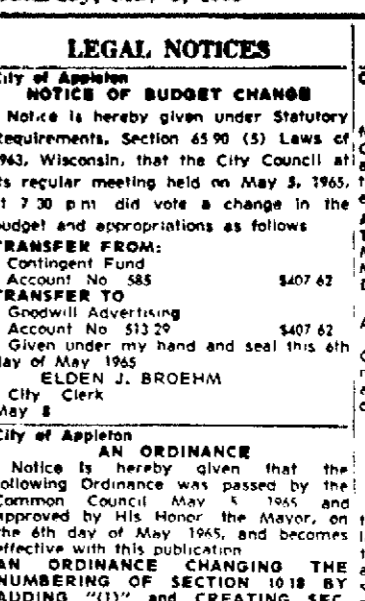 LEGAL NOTICES
City of Appleton
NOTICE OF BUDGET CHANGE
Notice is hereby given under Statutory
Requirements, Section 65 90 (5) Laws of
1963, Wisconsin, that the City Council at
its regular meeting held on May 5, 1965,
at 7 30 p m did vote a change in the
budget and appropriations as follows
TRANSFER FROM:
Contingent Fund
Account No 585 $407 62
TRANSFER TO
Goodwill Advertising
Account No 513 29 $407 62
Given under my hand and seal this 6th
day of May 1965
ELDEN J. BROEHM
City Clerk
May 8
City of Appleton
AN ORDINANCE
Notice is hereby given that the
following Ordinance was passed by the
Common Council May 5 1965 and
approved by His Honor the Mayor, on
the 6th day of May 1965, and becomes
effective with this publication
AN ORDINANCE CHANGING THE
NUMBERING OF SECTION 10 18 BY
ADDING "(1)" and CREATING SEC